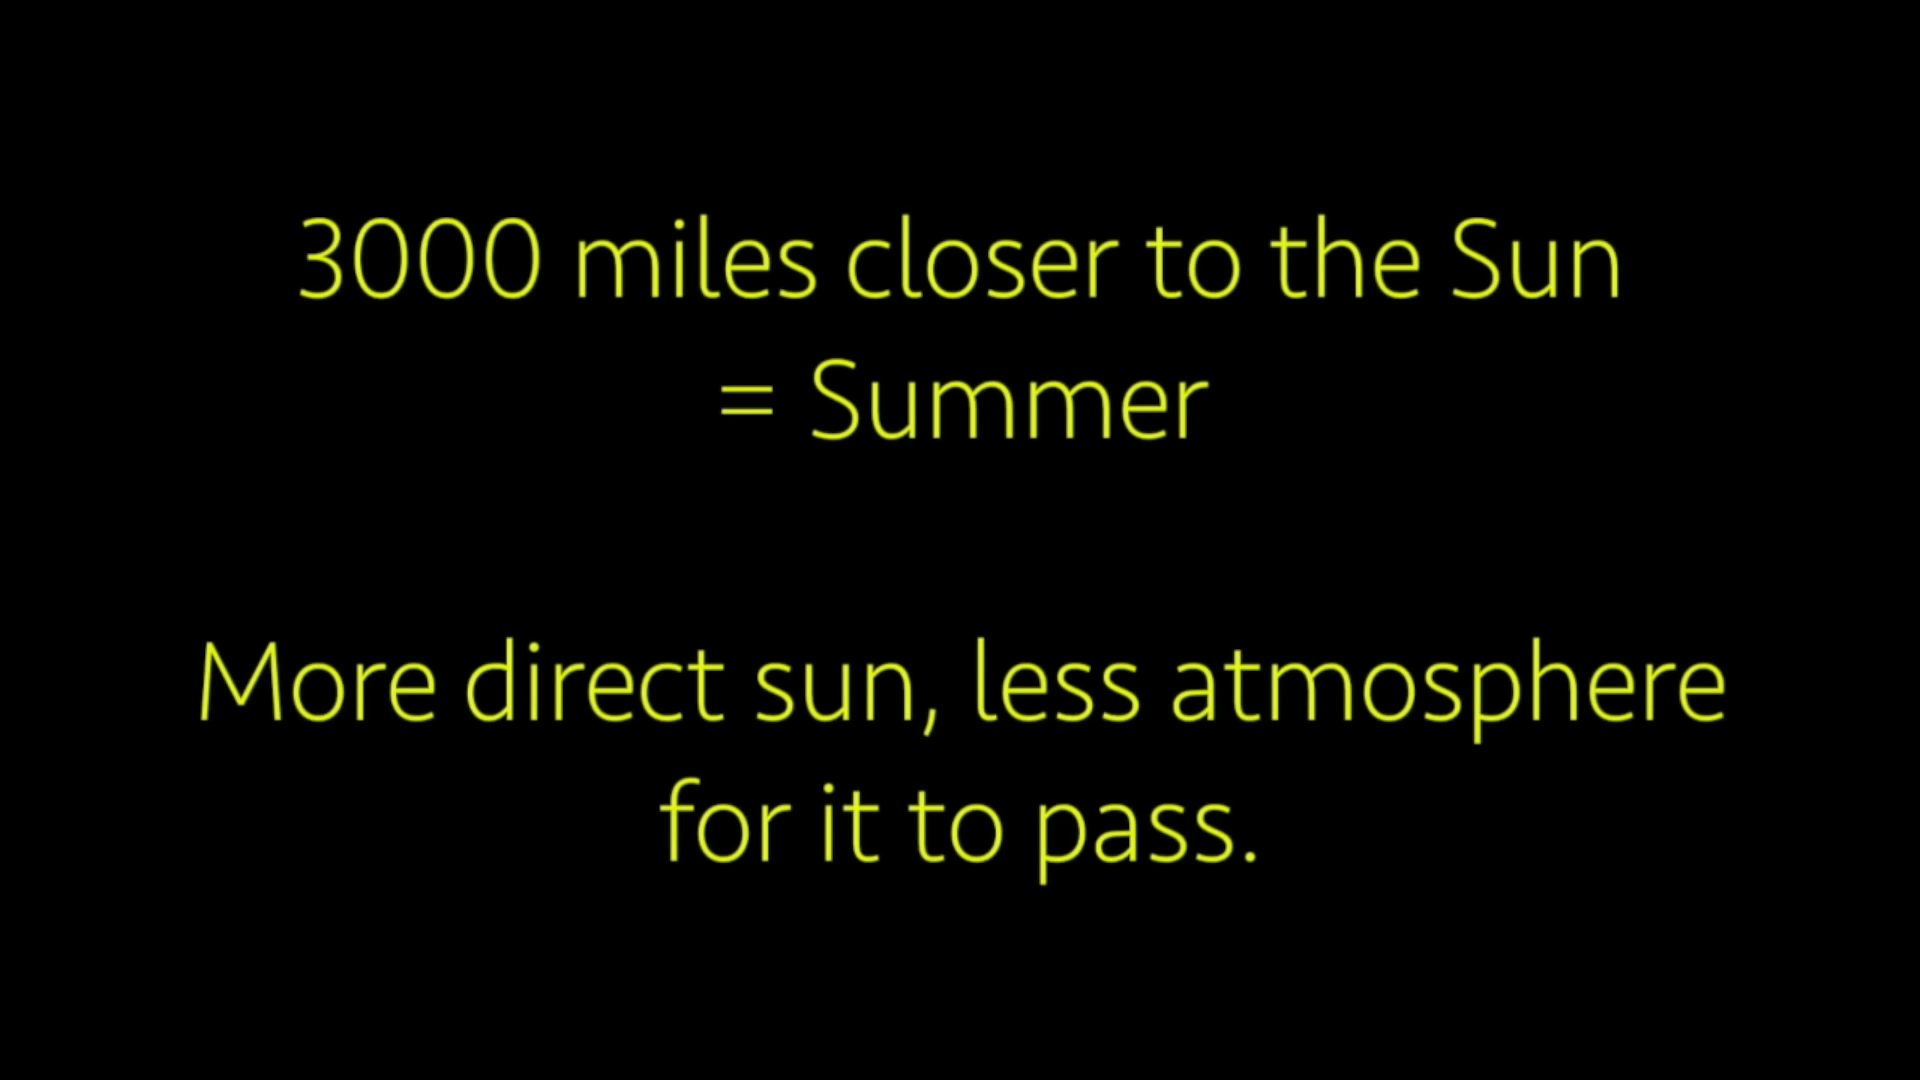 3000 miles closer to the Sun
= Summer
More direct sun, less atmosphere
for it to pass.